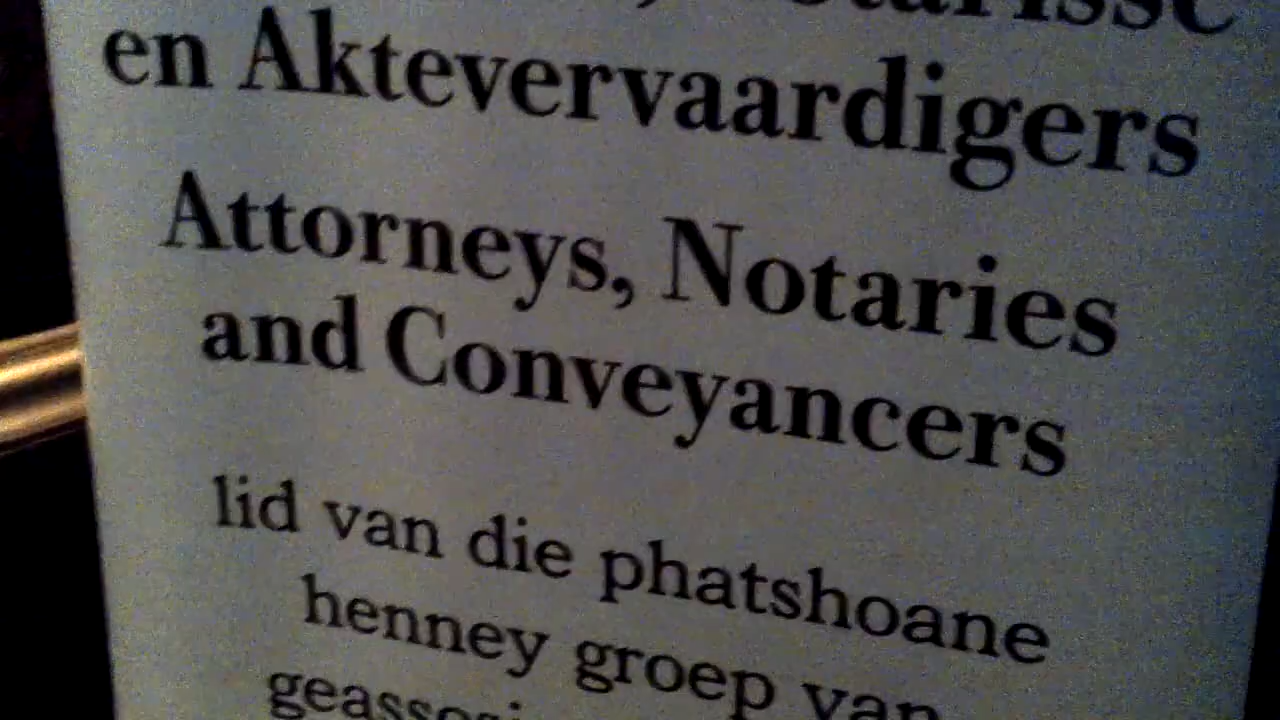 en Aktevervaardigers
Attorneys, Notaries
and Conveyancers
lid van die phatshoane
henney groep van